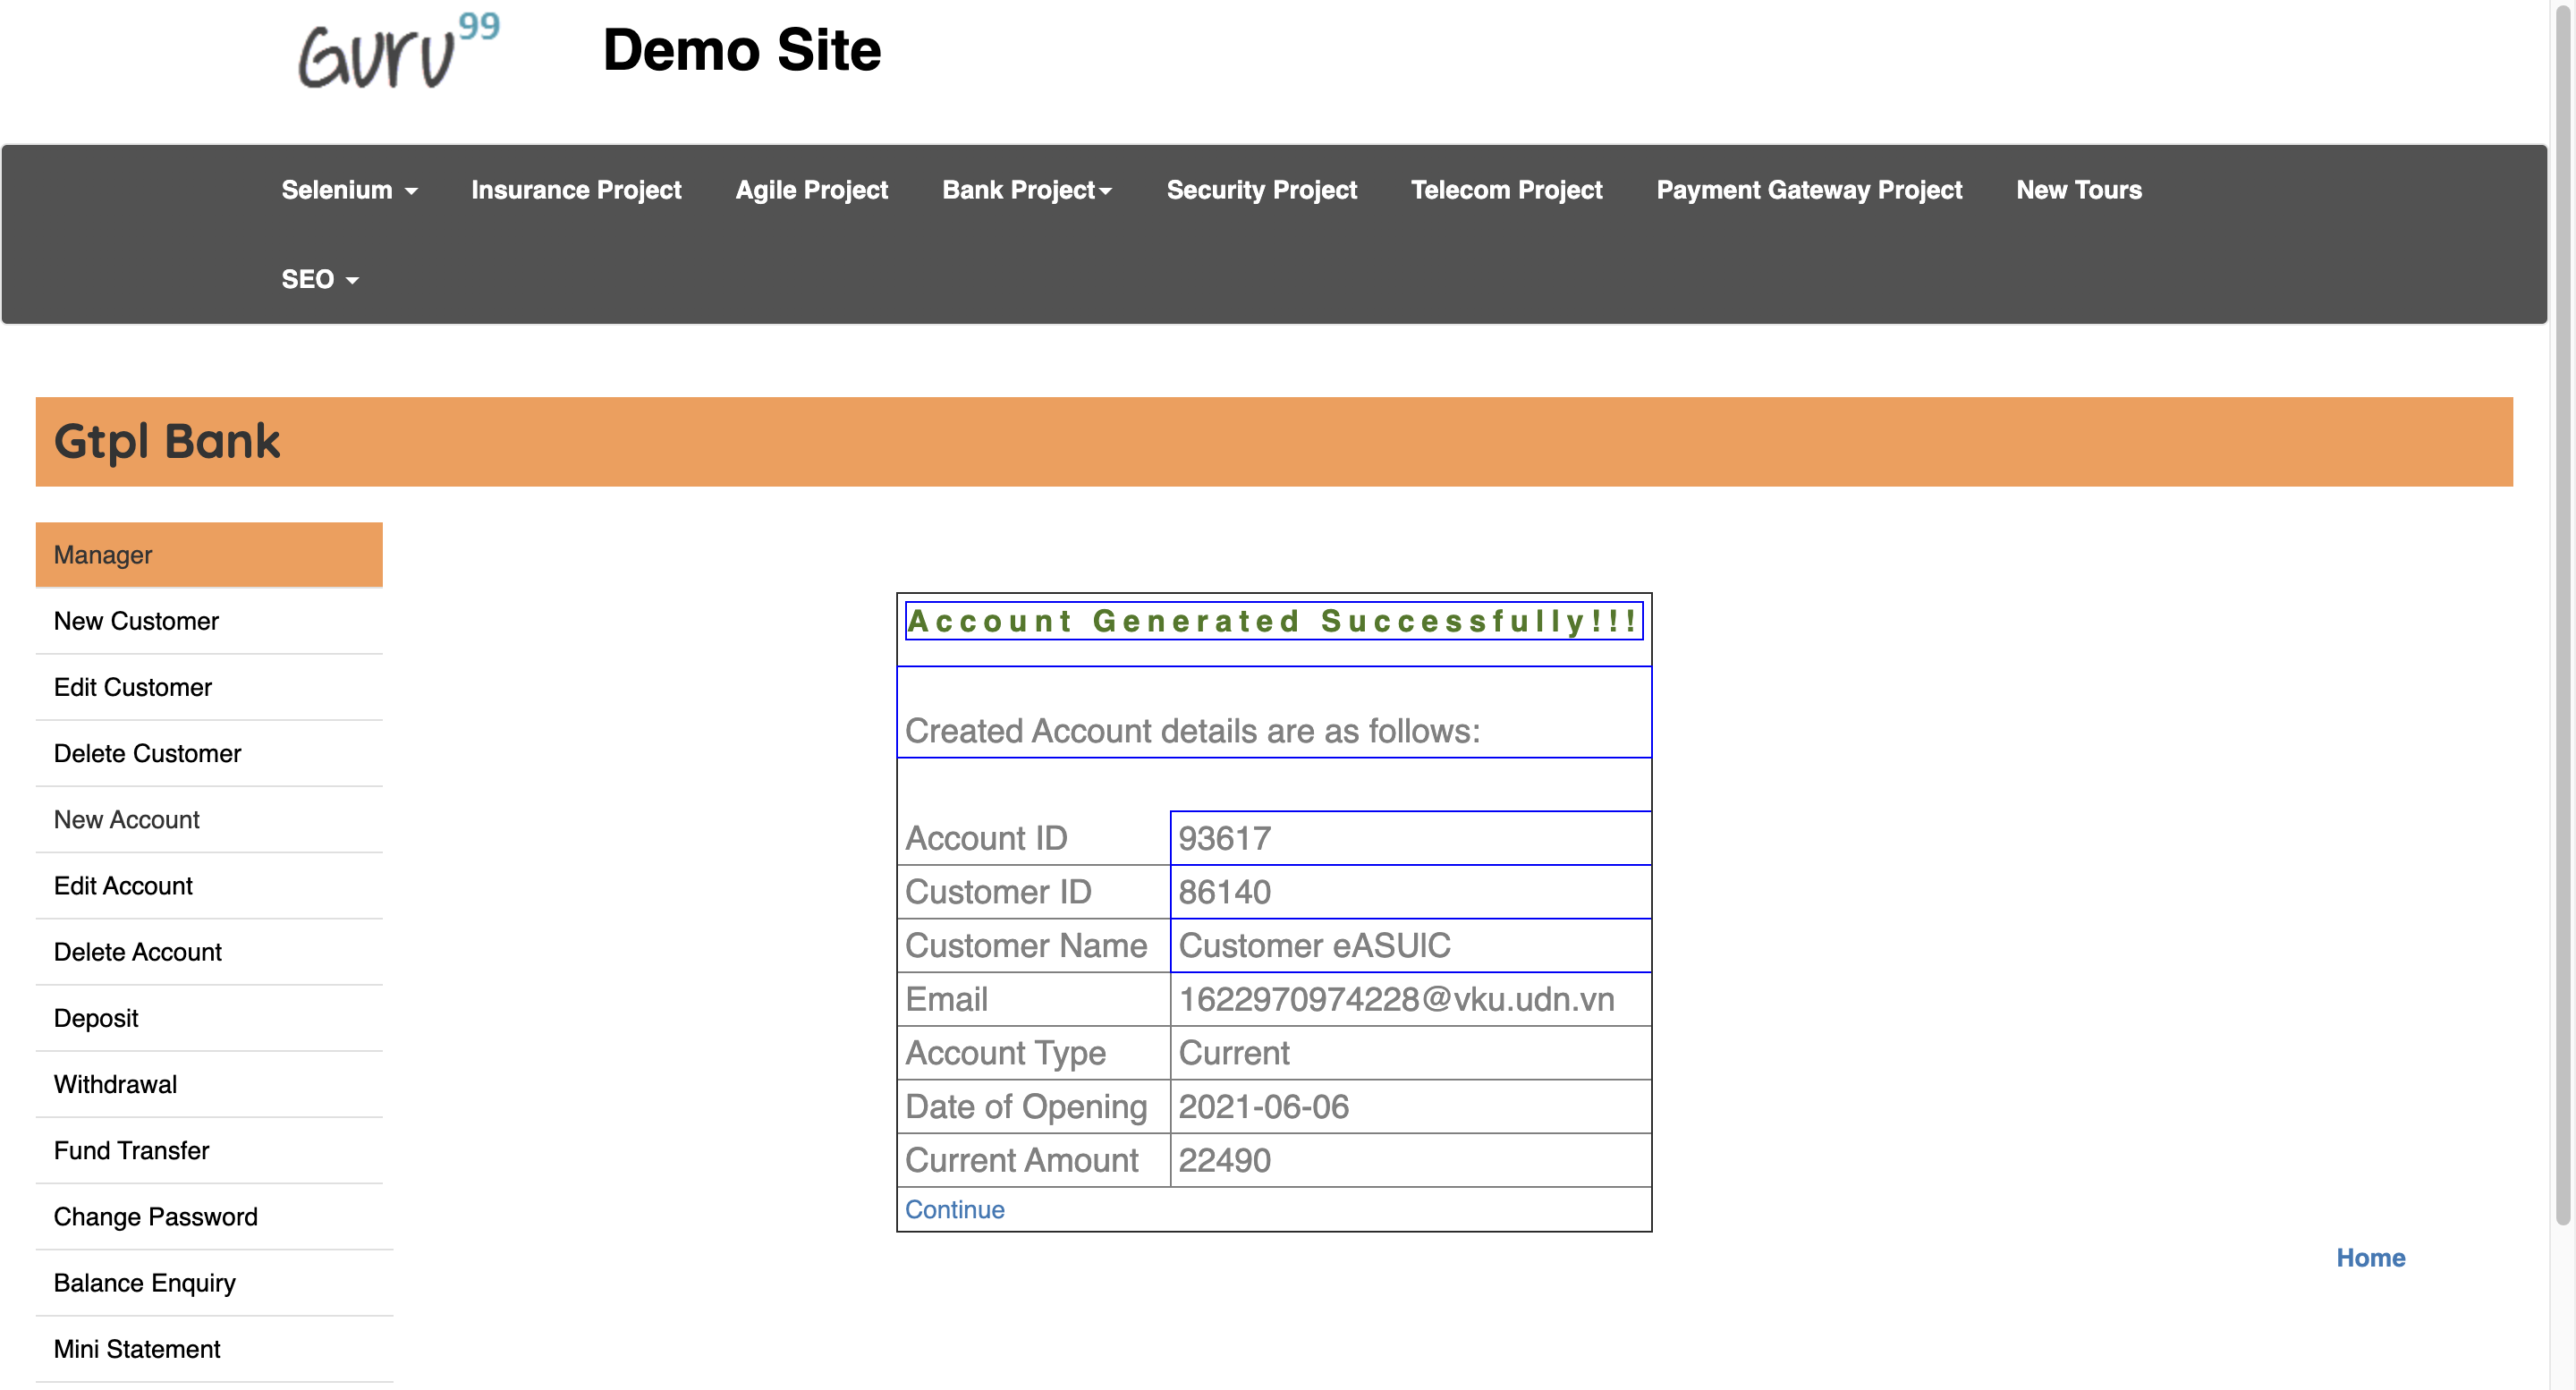 Guru99
Demo Site
Selenium Insurance Project Agile Project Bank Project Security Project Telecom Project Payment Gateway Project New Tours
SEO
Gtpl Bank
Manager
New Customer
Edit Customer
Delete Customer
New Account
Edit Account
Delete Account
Deposit
Withdrawal
Fund Transfer
Change Password
Balance Enquiry
Mini Statement
Account Generated Successfully!!!
Created Account details are as follows:
Account ID 93617
Customer ID 86140
Customer Name Customer eASUIC
Email 1622970974228@vku.udn.vn
Account Type Current
Date of Opening 2021-06-06
Current Amount 22490
Continue
Home